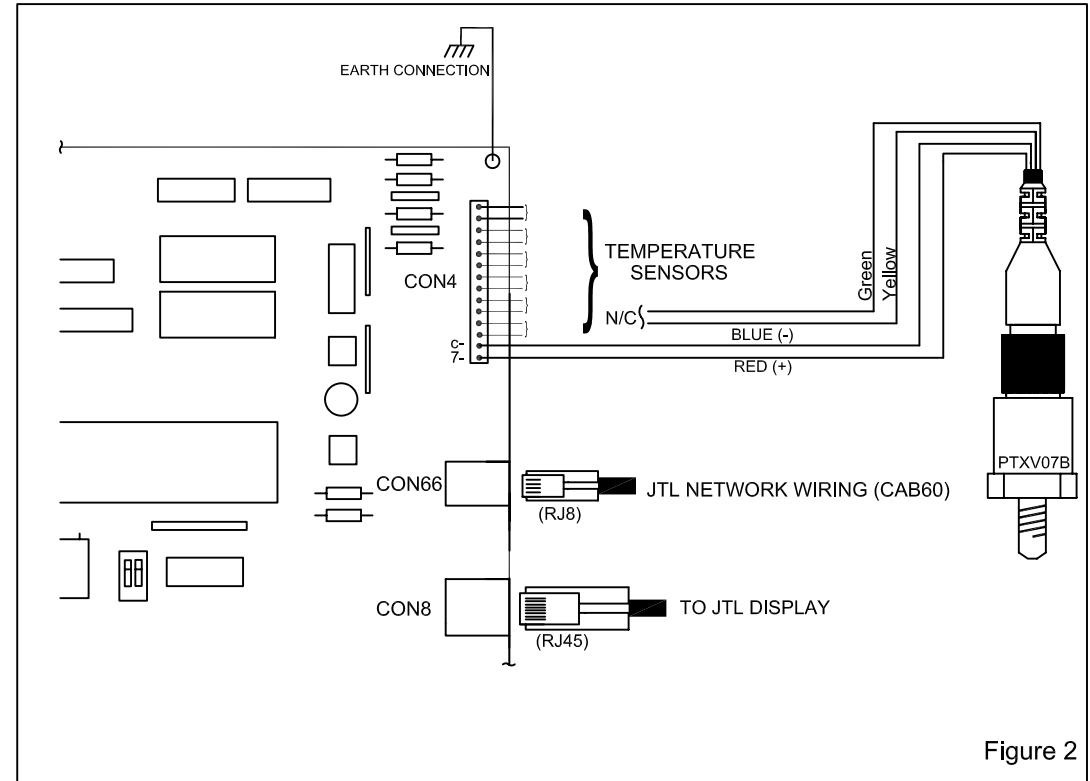 EARTH CONNECTION
CON4
TEMPERATURE
SENSORS
Green
Yellow
N/C
c-
BLUE (-)
7-
RED (+)
PTXV07B
CON66
JTL NETWORK WIRING (CAB60)
(RJ8)
CON8
TO JTL DISPLAY
(RJ45)
Figure 2